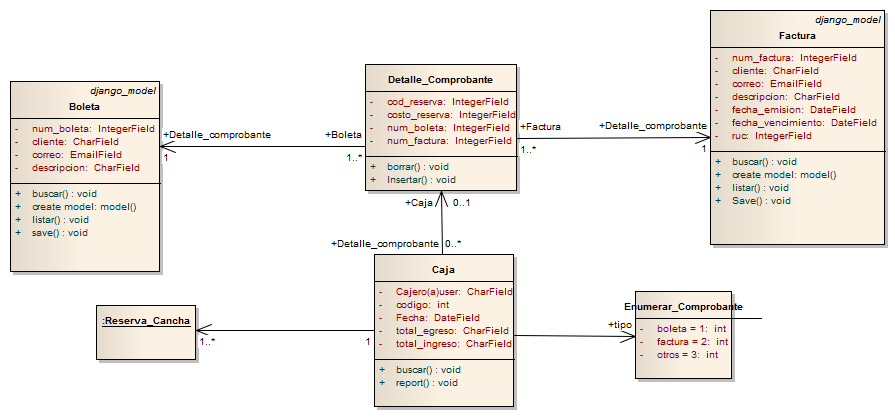 django_model
Boleta
- num_boleta: IntegerField
- cliente: CharField
- correo: EmailField
- descripcion: CharField
+ buscar() : void
+ create model: model()
+ listar() : void
+ save() : void
+Detalle_comprobante
1
+Boleta
1..*
Detalle_Comprobante
- cod_reserva: IntegerField
- costo_reserva: IntegerField
- num_boleta: IntegerField
- num_factura: IntegerField
+ borrar() : void
+ Insertar() : void
+Factura
1..*
+Detalle_comprobante
1
django_model
Factura
- num_factura: IntegerField
- cliente: CharField
- correo: EmailField
- descripcion: CharField
- fecha_emision: DateField
- fecha_vencimiento: DateField
- ruc: IntegerField
+ buscar() : void
+ create model: model()
+ listar() : void
+ Save() : void
+Caja
0..1
+Detalle_comprobante
0..*
Caja
- Cajero(a)user: CharField
- codigo: int
- Fecha: DateField
- total_egreso: CharField
- total_ingreso: CharField
+ buscar() : void
+ report() : void
:Reserva_Cancha
1..*
1
+tipo
Enumerar_Comprobante
- boleta = 1: int
- factura = 2: int
- otros = 3: int